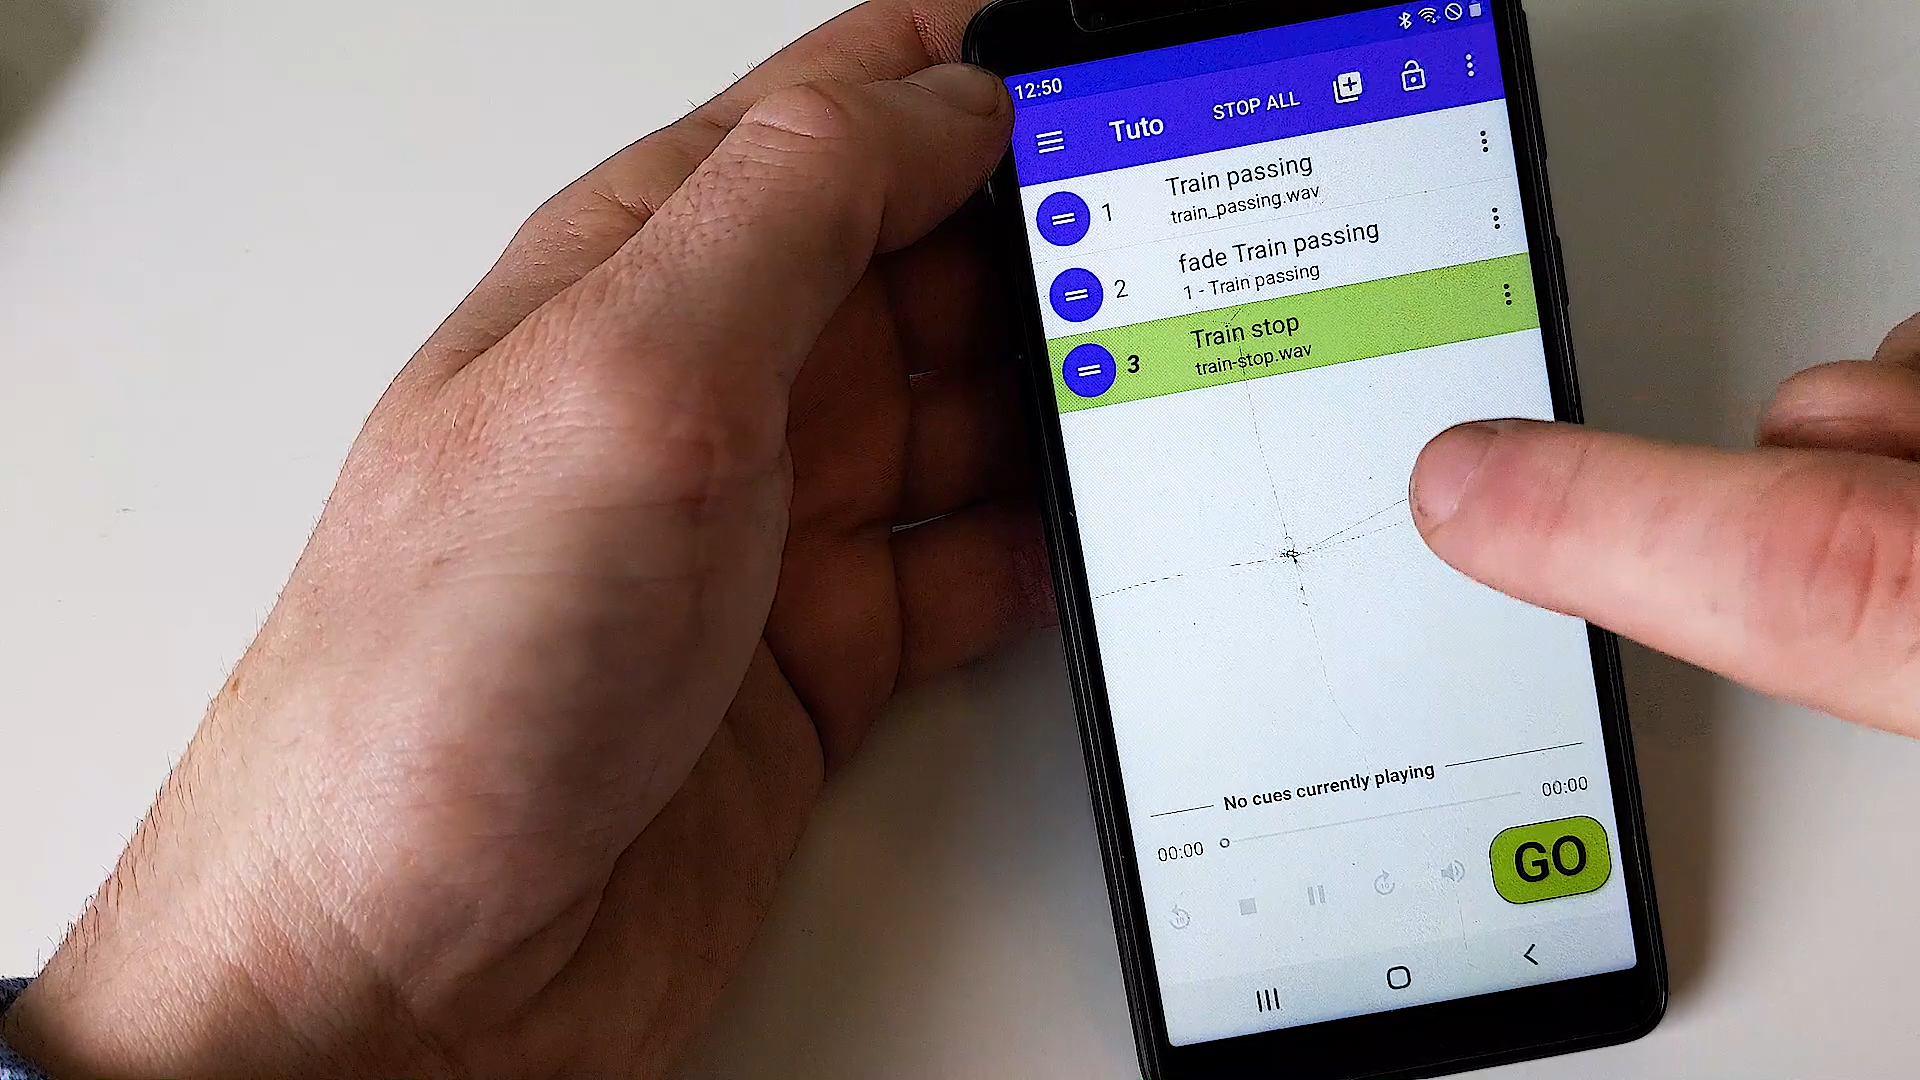 12:50
Tuto STOP ALL
1 Train passing
train_passing.wav
2 fade Train passing
1 - Train passing
3 Train stop
train-stop.wav
No cues currently playing
00:00 00:00
GO